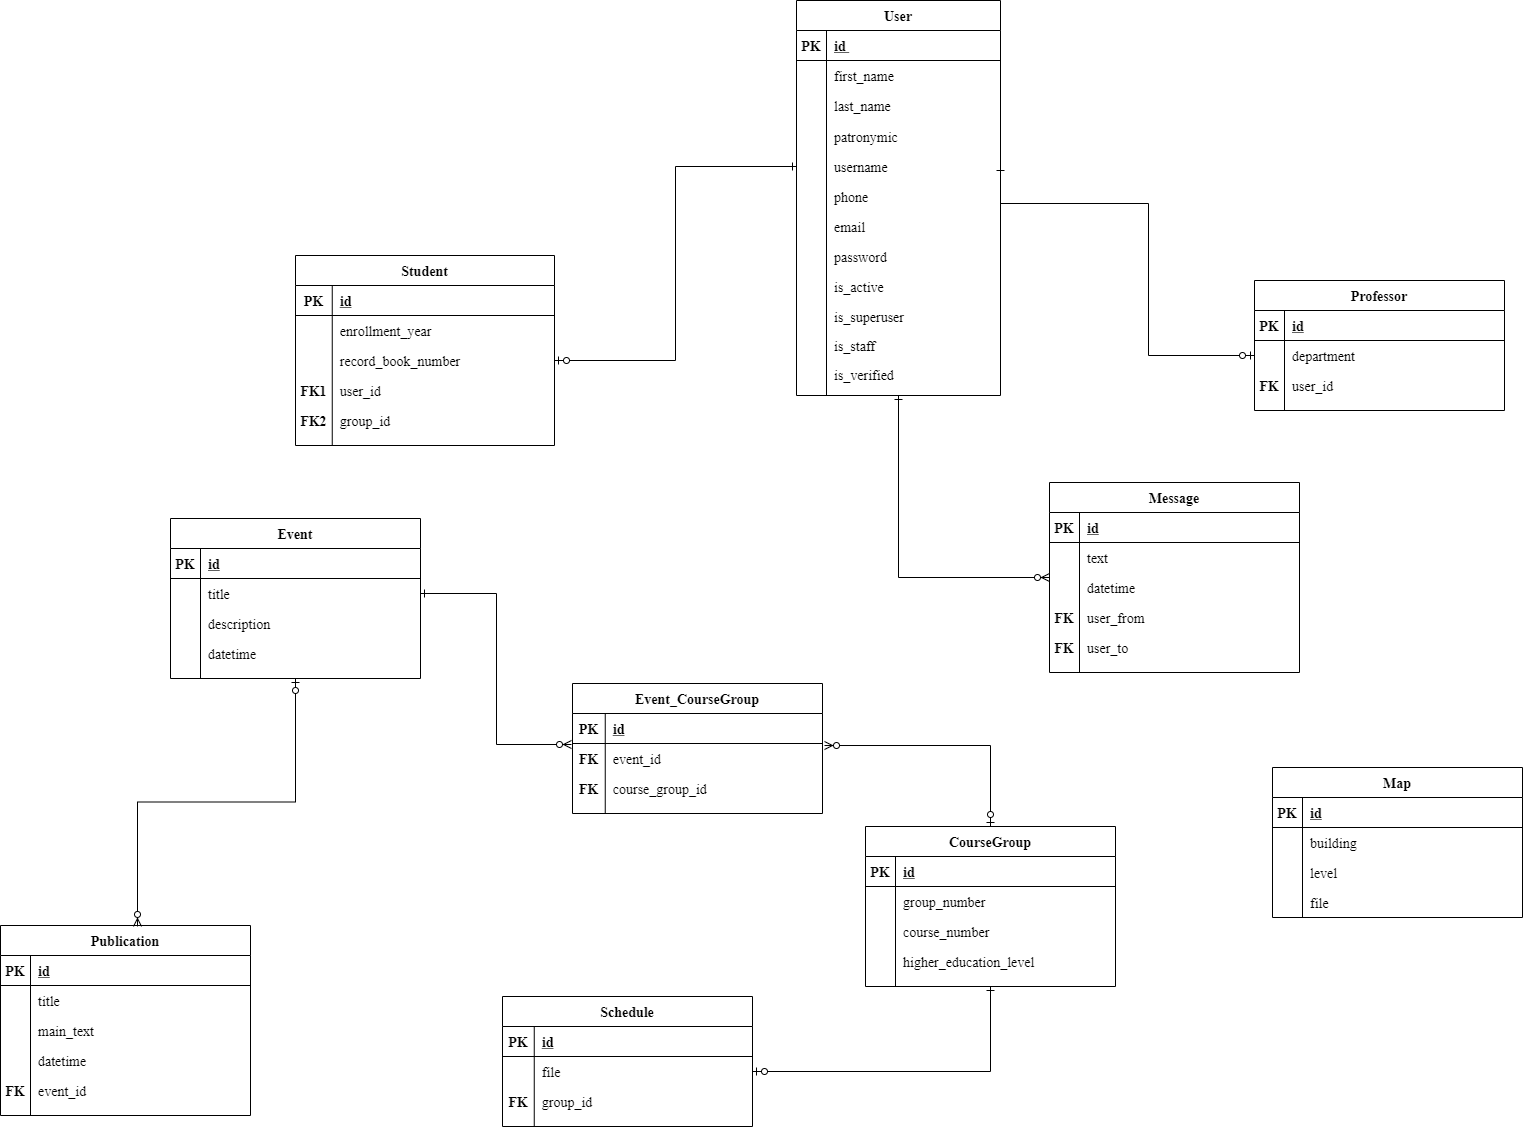 User
PK id
first_name
last_name
patronymic
username
phone
email
password
is_active
is_superuser
is_staff
is_verified
Student
PK id
enrollment_year
record_book_number
FK1 user_id
FK2 group_id
Professor
PK id
department
FK user_id
Message
PK id
text
datetime
FK user_from
FK user_to
Event
PK id
title
description
datetime
Event_CourseGroup
PK id
FK event_id
FK course_group_id
Map
PK id
building
level
file
CourseGroup
PK id
group_number
course_number
higher_education_level
Publication
PK id
title
main_text
datetime
FK event_id
Schedule
PK id
file
FK group_id